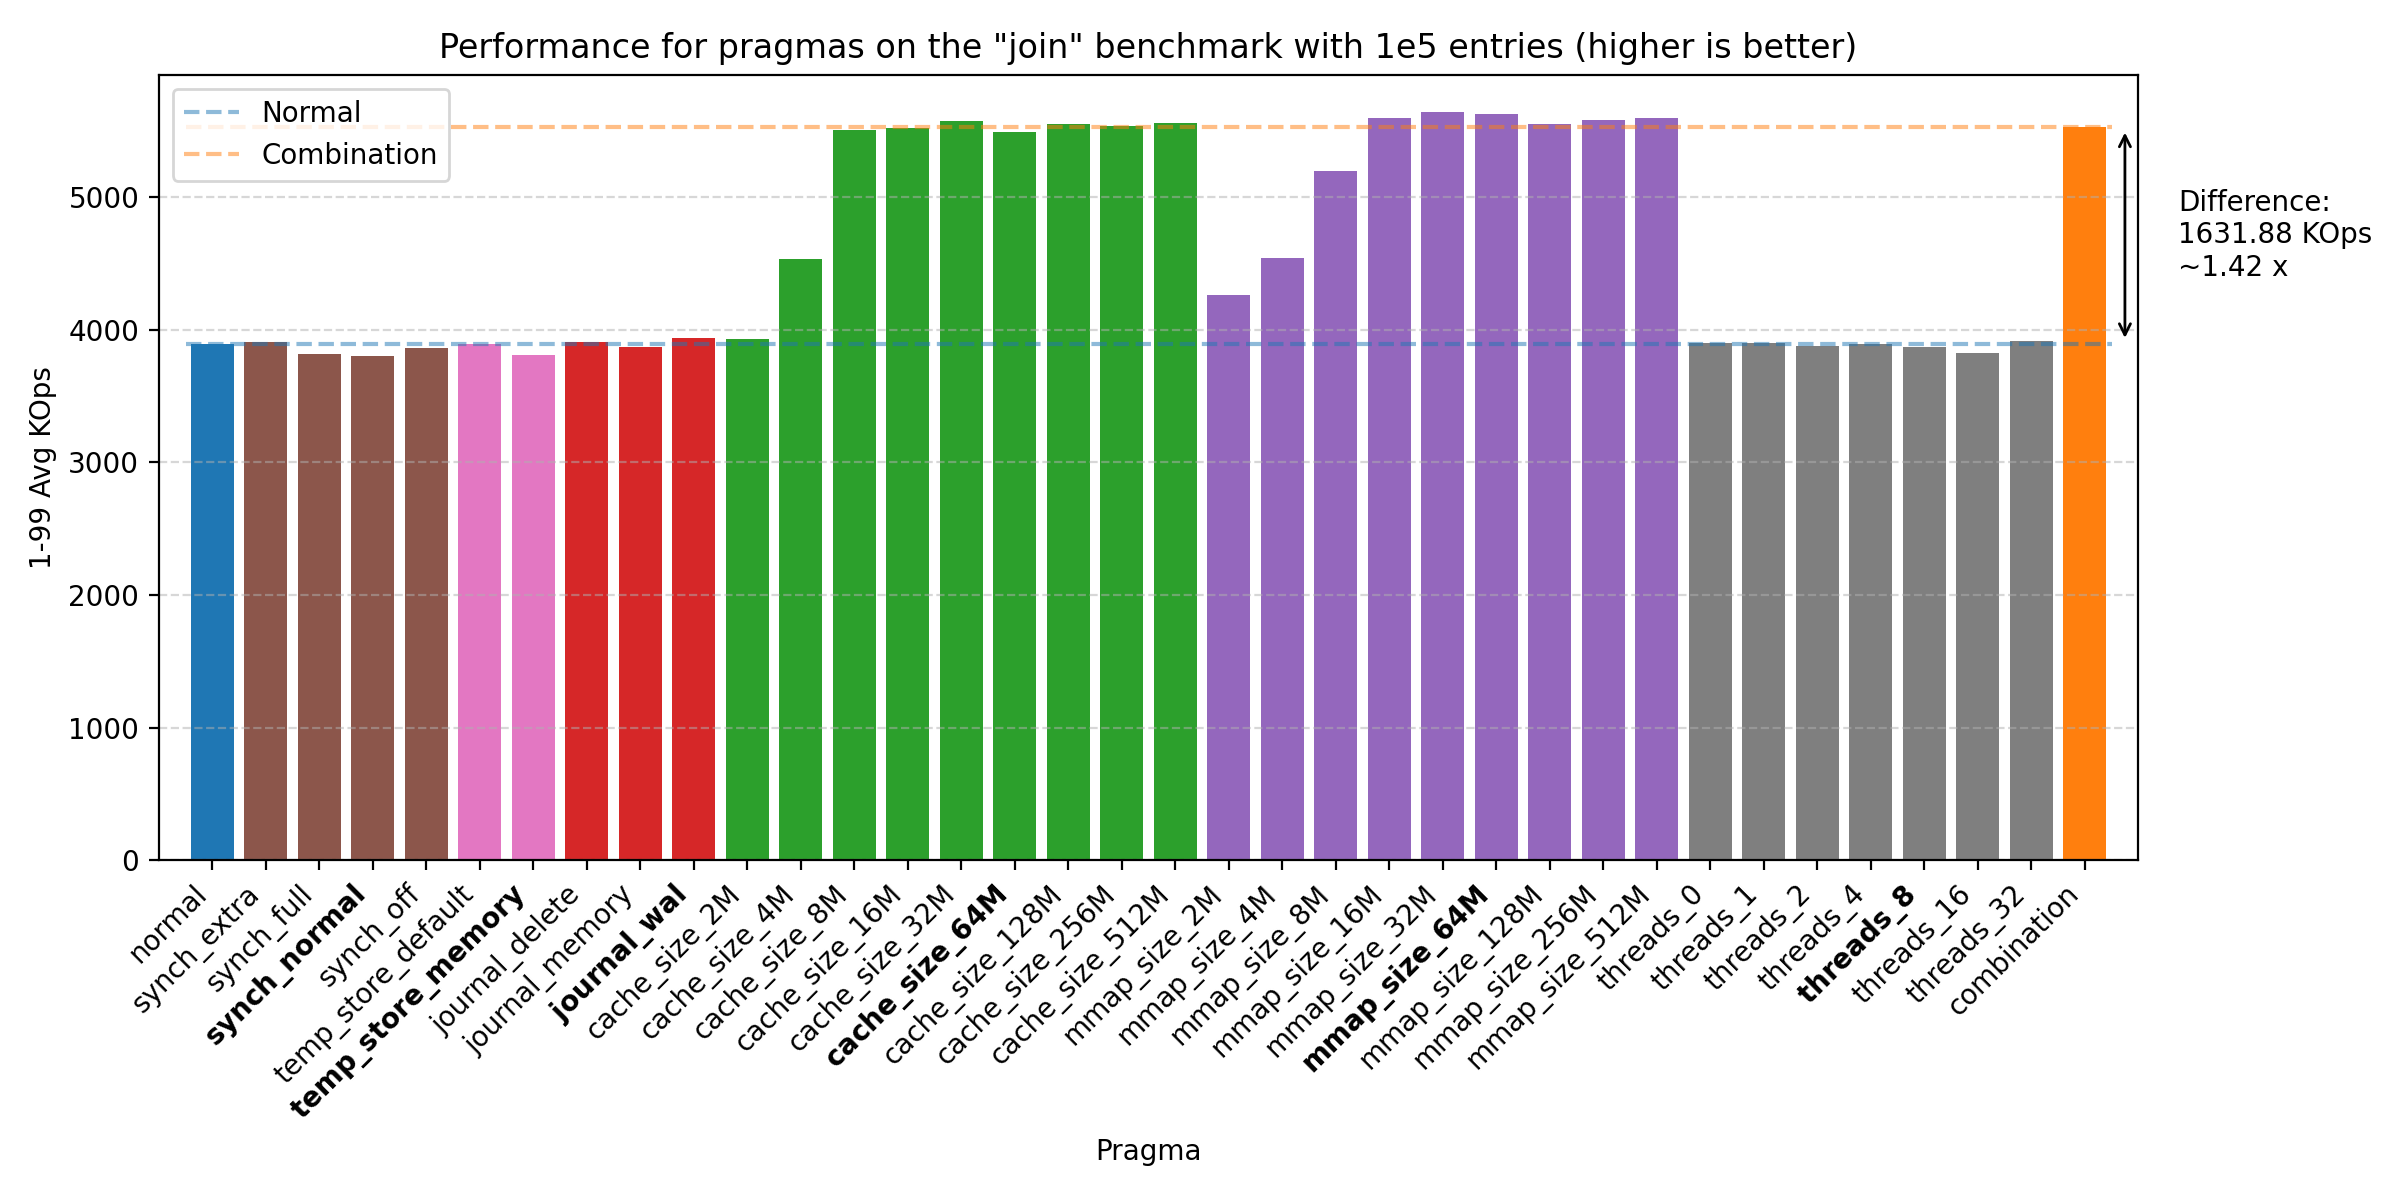 Performance for pragmas on the "join" benchmark with 1e5 entries (higher is better)
Normal
Combination
1-99 Avg KOps
5000
4000
3000
2000
1000
0
Difference:
1631.88 KOps
~1.42 x
normal
synch_extra
synch_full
synch_normal
synch_off
temp_store_default
temp_store_memory
journal_delete
journal_memory
journal_wal
cache_size_2M
cache_size_4M
cache_size_8M
cache_size_16M
cache_size_32M
cache_size_64M
cache_size_128M
cache_size_256M
cache_size_512M
mmap_size_2M
mmap_size_4M
mmap_size_8M
mmap_size_16M
mmap_size_32M
mmap_size_64M
mmap_size_128M
mmap_size_256M
mmap_size_512M
threads_0
threads_1
threads_2
threads_4
threads_8
threads_16
threads_32
combination
Pragma